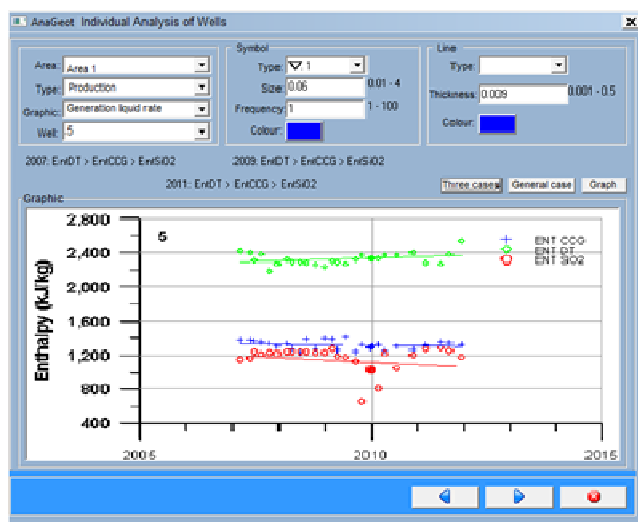 AnaGeot Individual Analysis of Wells
Area: Area 1
Type: Production
Graphic: Generation liquid rate
Well: 5
Symbol
Type: 1
Size: 0.06 0.01 - 4
Frequency: 1 1 - 100
Colour:
Line
Type:
Thickness: 0.009 0.001 - 0.5
Colour:
2007: EntDT > EntCCG > EntSiO2 2009: EntDT > EntCCG > EntSiO2
2011: EntDT > EntCCG > EntSiO2
Three cases General case Graph
Graphic
2,800
2,400
2,000
1,600
1,200
800
400
Enthalpy (kJ/kg)
5
ENT CCG
ENT DT
ENT SIO2
2005 2010 2015